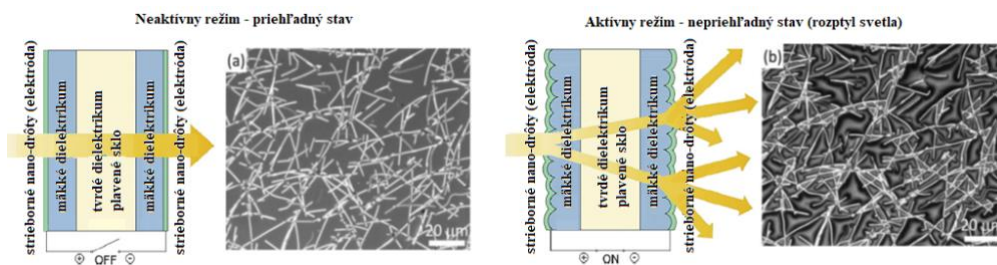 Neaktívny režim - priehľadný stav
strieborné nano-drôty (elektróda)
mäkké dielektrikum
tvrdé dielektrikum
plavené sklo
mäkké dielektrikum
strieborné nano-drôty (elektróda)
OFF
(a)
20 µm
Aktívny režim - nepriehľadný stav (rozptyl svetla)
strieborné nano-drôty (elektróda)
mäkké dielektrikum
tvrdé dielektrikum
plavené sklo
mäkké dielektrikum
strieborné nano-drôty (elektróda)
ON
(b)
20 µm